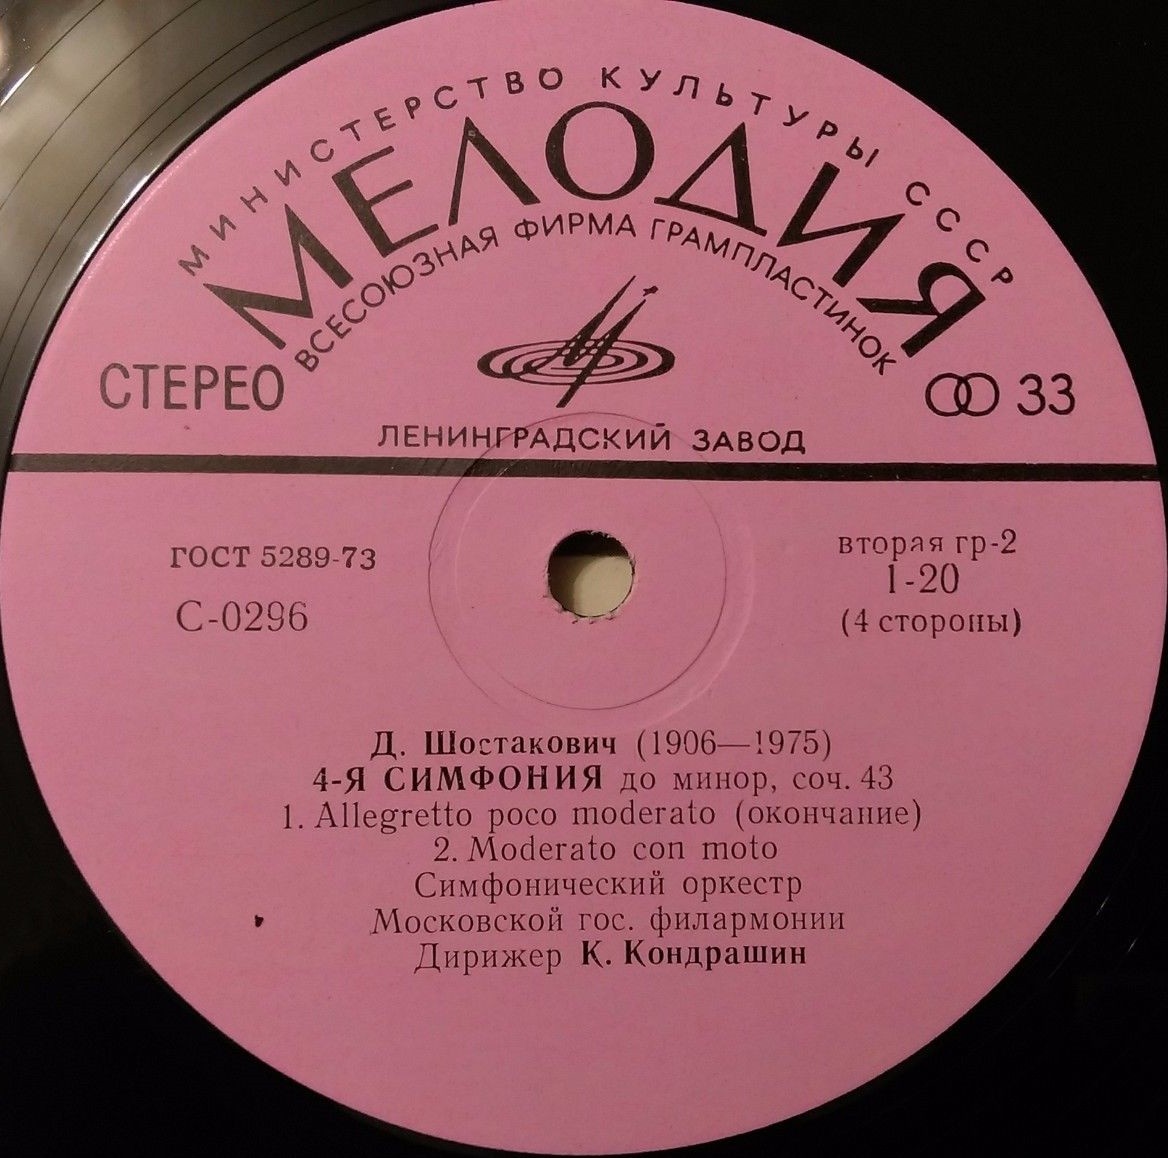 МИНИСТЕРСТВО КУЛЬТУРЫ СССР
МЕЛОДИЯ
ВСЕСОЮЗНАЯ ФИРМА ГРАМПЛАСТИНОК
СТЕРЕО
33
ЛЕНИНГРАДСКИЙ ЗАВОД
ГОСТ 5289-73
С-0296
вторая гр-2
1-20
(4 стороны)
Д. Шостакович (1906—1975)
4-Я СИМФОНИЯ до минор, соч. 43
1. Allegretto poco moderato (окончание)
2. Moderato con moto
Симфонический оркестр
Московской гос. филармонии
Дирижер К. Кондрашин